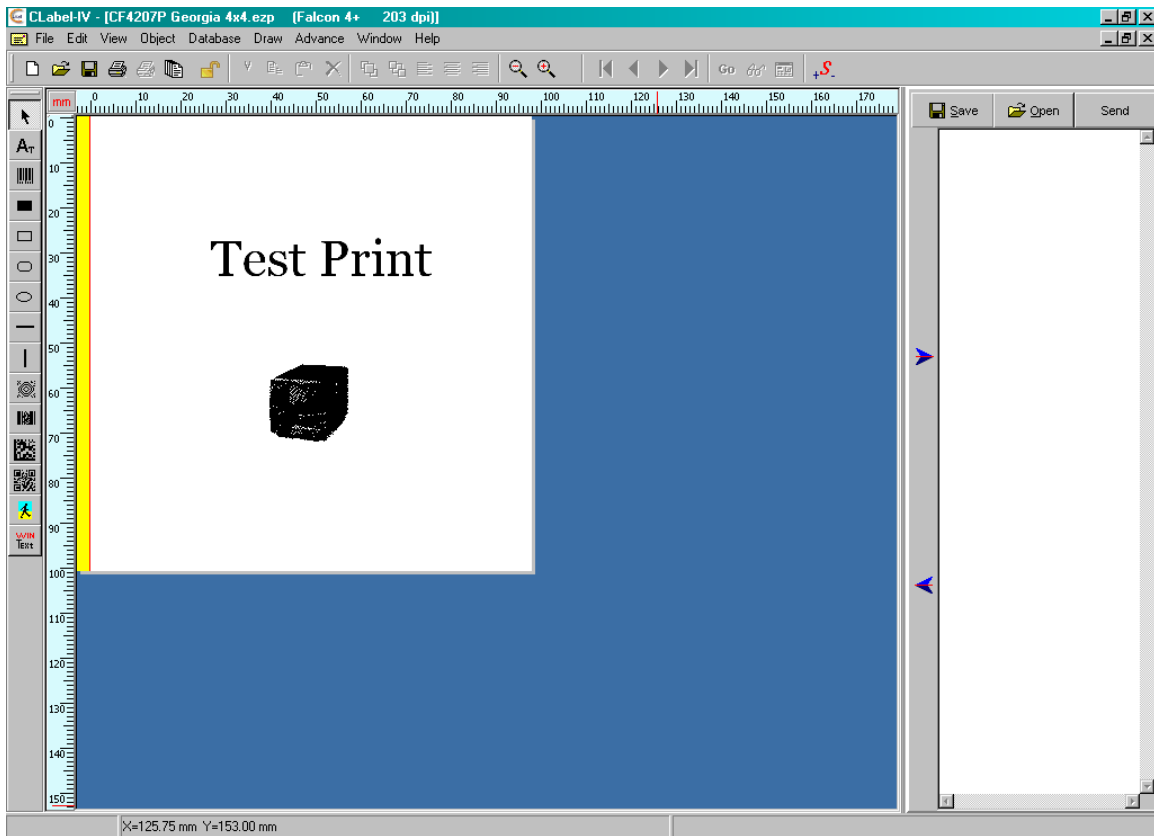 CLabel-IV - [CF4207P Georgia 4x4.ezp (Falcon 4+ 203 dpi)]
File Edit View Object Database Draw Advance Window Help
Go
+S-
mm
0 10 20 30 40 50 60 70 80 90 100 110 120 130 140 150 160 170
Save Open Send
AT
0
10
20
30
40
50
60
70
80
90
100
110
120
130
140
150
Test Print
WIN
TEXT
X=125.75 mm Y=153.00 mm